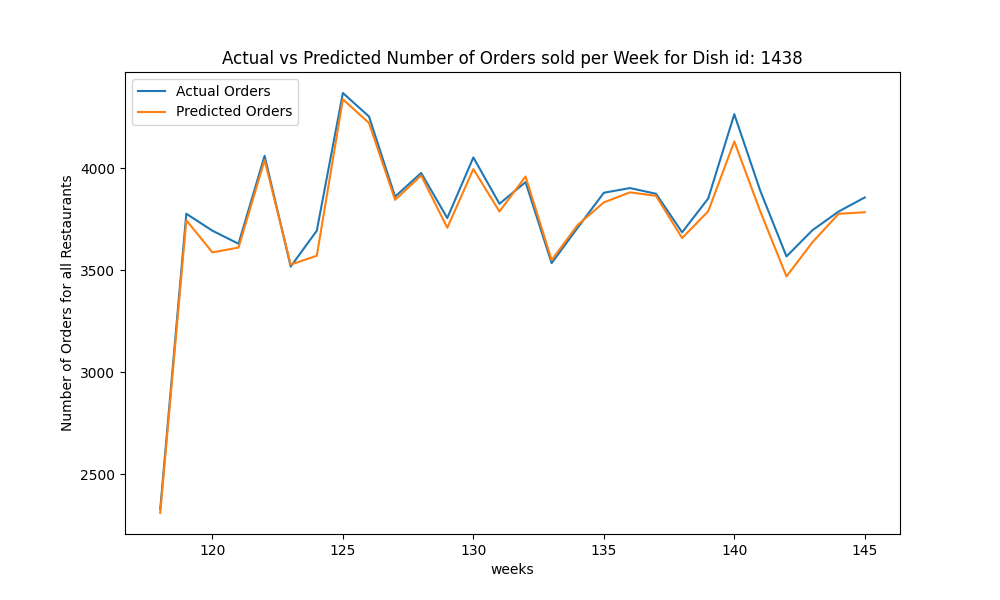 Actual vs Predicted Number of Orders sold per Week for Dish id: 1438
Actual Orders
Predicted Orders
Number of Orders for all Restaurants
4000
3500
3000
2500
120 125 130 135 140 145
weeks